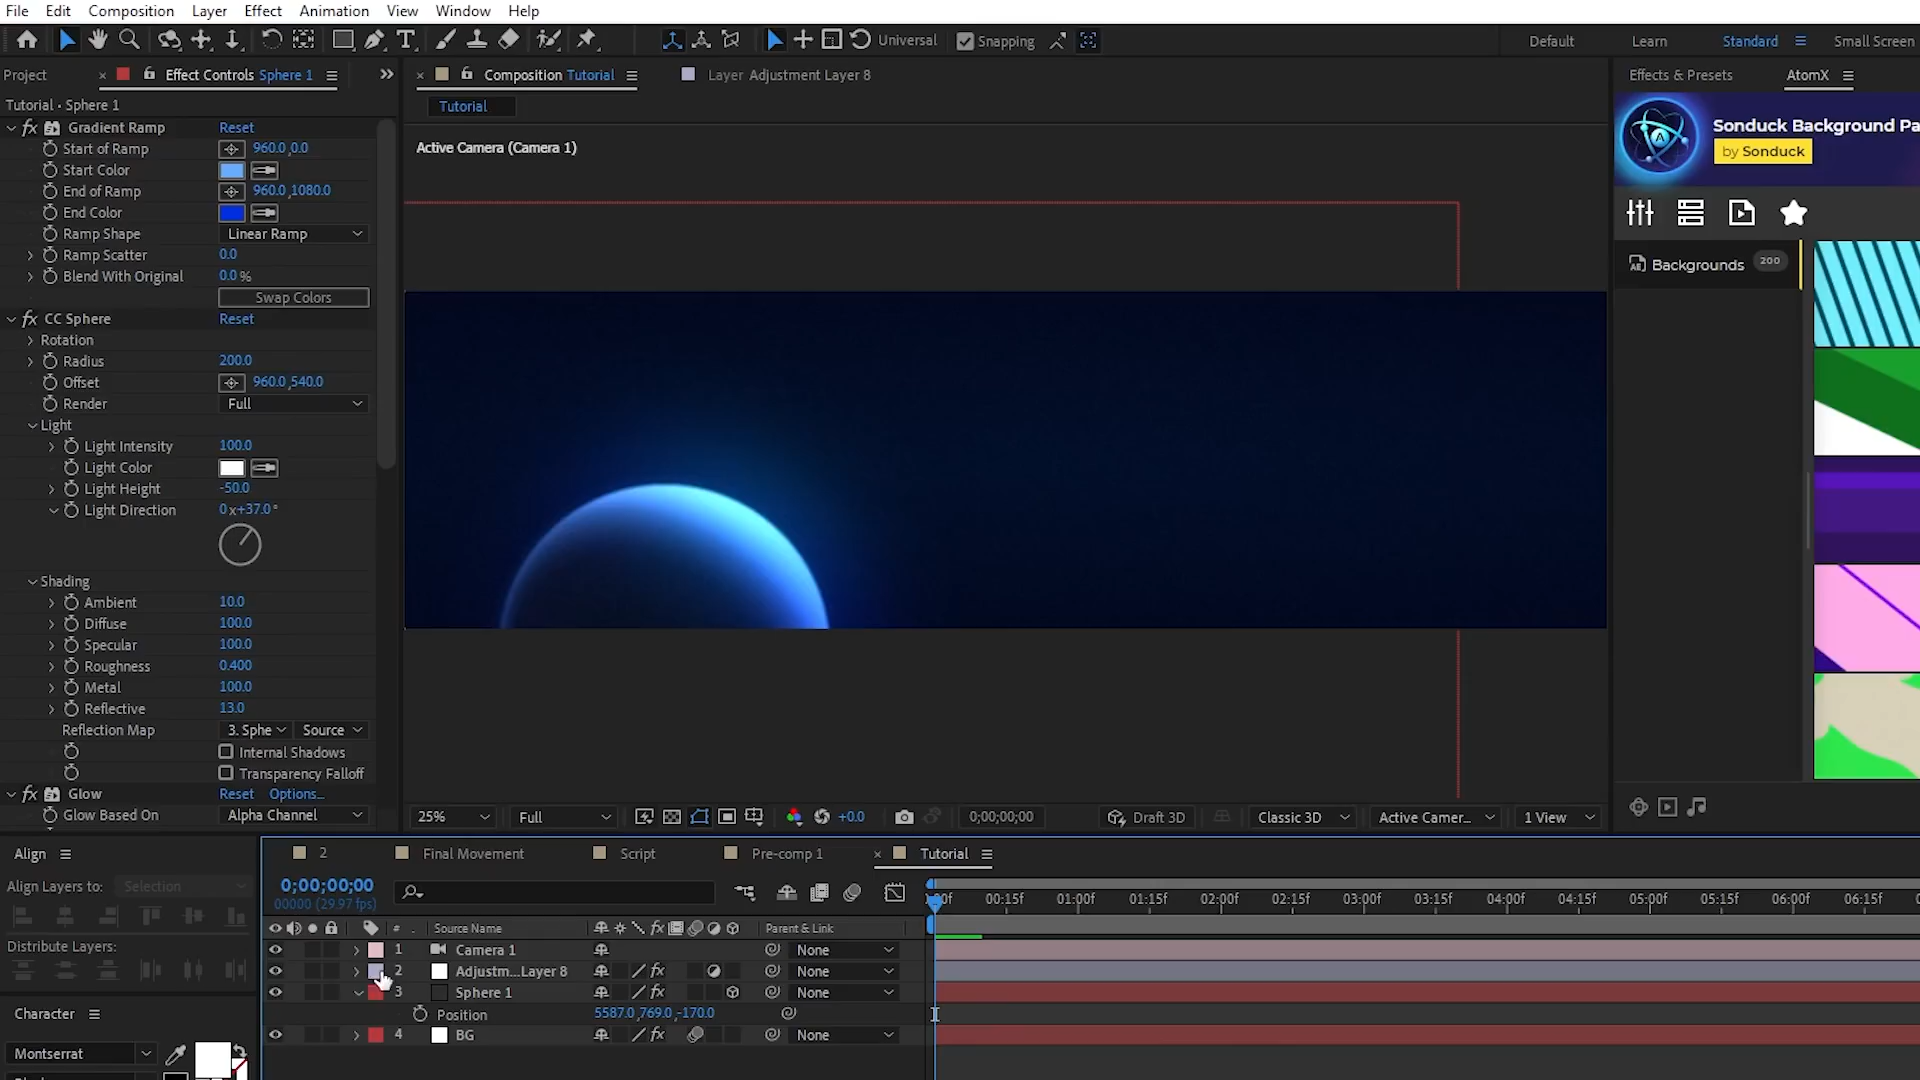 File Edit Composition Layer Effect Animation View Window Help
Universal Snapping Default Learn Standard Small Screen
Project Effect Controls Sphere 1 Composition Tutorial Layer Adjustment Layer 8 Effects & Presets AtomX
Tutorial • Sphere 1
Tutorial
Gradient Ramp Reset
Start of Ramp 960.0,0.0
Start Color
End of Ramp 960.0,1080.0
End Color
Ramp Shape Linear Ramp
Ramp Scatter 0.0
Blend With Original 0.0 %
Swap Colors
CC Sphere Reset
Rotation
Radius 200.0
Offset 960.0,540.0
Render Full
Light
Light Intensity 100.0
Light Color
Light Height -50.0
Light Direction 0 x+37.0°
Shading
Ambient 10.0
Diffuse 100.0
Specular 100.0
Roughness 0.400
Metal 100.0
Reflective 13.0
Reflection Map 3. Sphe Source
Internal Shadows
Transparency Falloff
Glow Reset Options...
Glow Based On Alpha Channel
Active Camera (Camera 1)
Sonduck Background Pa
by Sonduck
Backgrounds 200
25% Full +0.0 0;00;00;00 Draft 3D Classic 3D Active Camer... 1 View
Align
Align Layers to: Selection
Distribute Layers:
Character
Montserrat
2 Final Movement Script Pre-comp 1 Tutorial
0;00;00;00
00000 (29.97 fps)
00f 00:15f 01:00f 01:15f 02:00f 02:15f 03:00f 03:15f 04:00f 04:15f 05:00f 05:15f 06:00f 06:15f
# Source Name Parent & Link
1 Camera 1 None
2 Adjustm...Layer 8 None
3 Sphere 1 None
Position 5587.0,769.0,-170.0
4 BG None